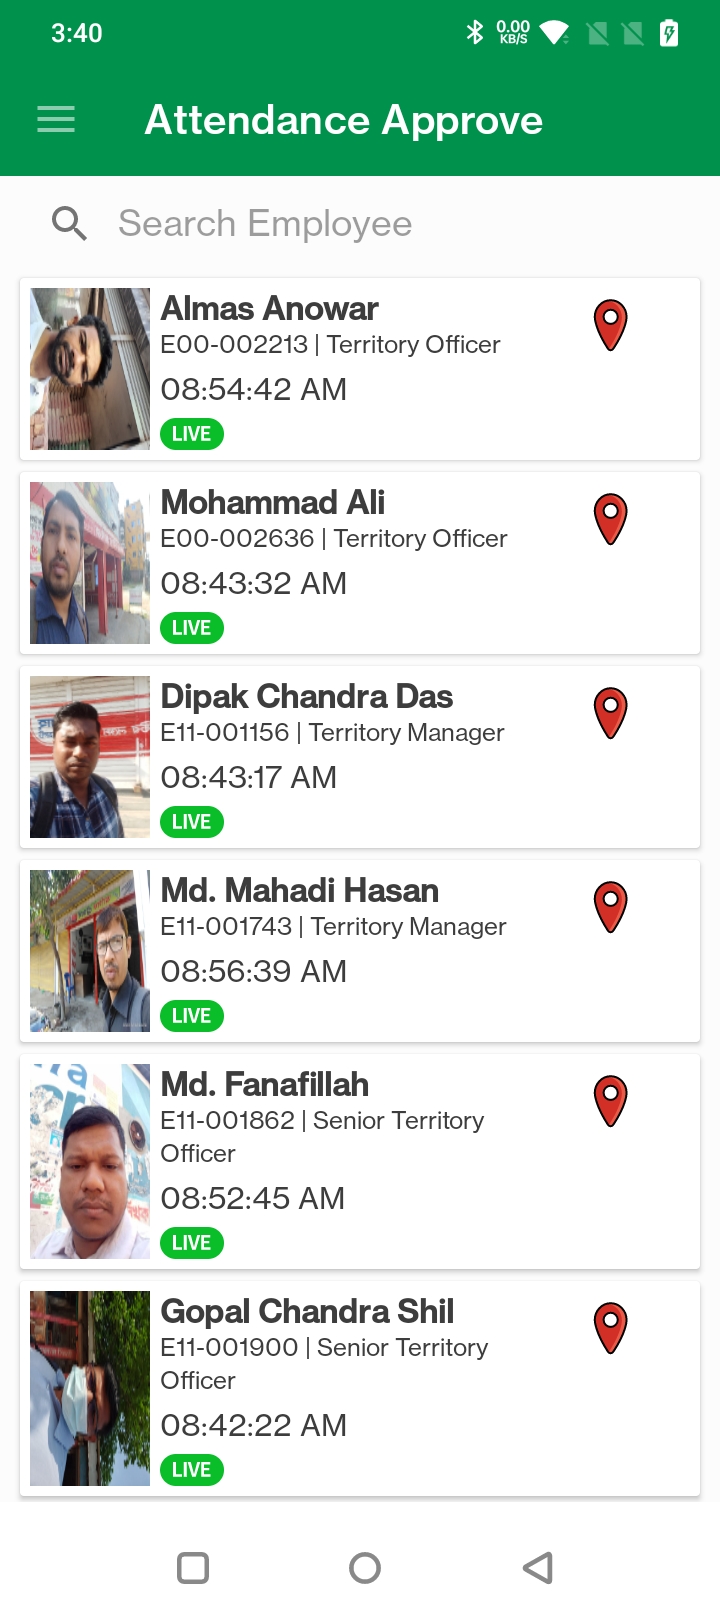 3:40
0.00
KB/S
Attendance Approve
Search Employee
Almas Anowar
E00-002213 | Territory Officer
08:54:42 AM
LIVE
Mohammad Ali
E00-002636 | Territory Officer
08:43:32 AM
LIVE
Dipak Chandra Das
E11-001156 | Territory Manager
08:43:17 AM
LIVE
Md. Mahadi Hasan
E11-001743 | Territory Manager
08:56:39 AM
LIVE
Md. Fanafillah
E11-001862 | Senior Territory
Officer
08:52:45 AM
LIVE
Gopal Chandra Shil
E11-001900 | Senior Territory
Officer
08:42:22 AM
LIVE